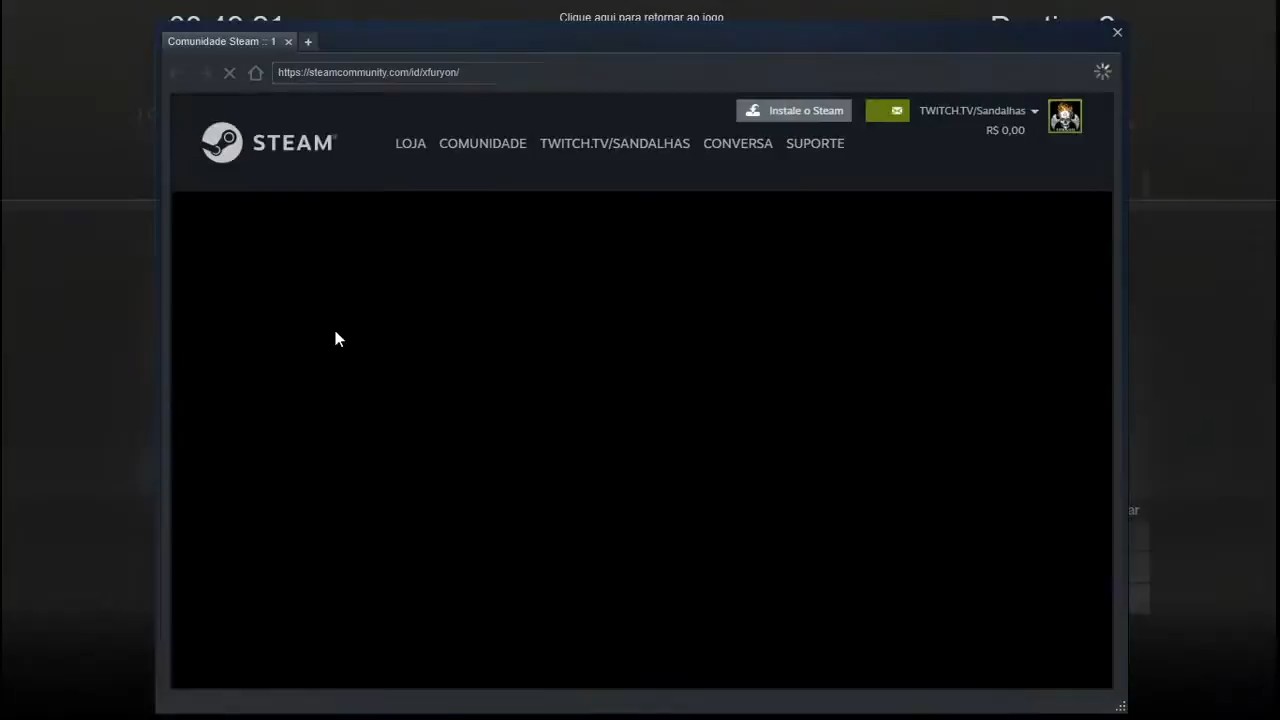 Clique aqui para retornar ao jogo
Comunidade Steam :: 1
https://steamcommunity.com/id/xfuryon/
Instale o Steam
TWITCH.TV/Sandalhas
R$ 0,00
STEAM®
LOJA COMUNIDADE TWITCH.TV/SANDALHAS CONVERSA SUPORTE
ar